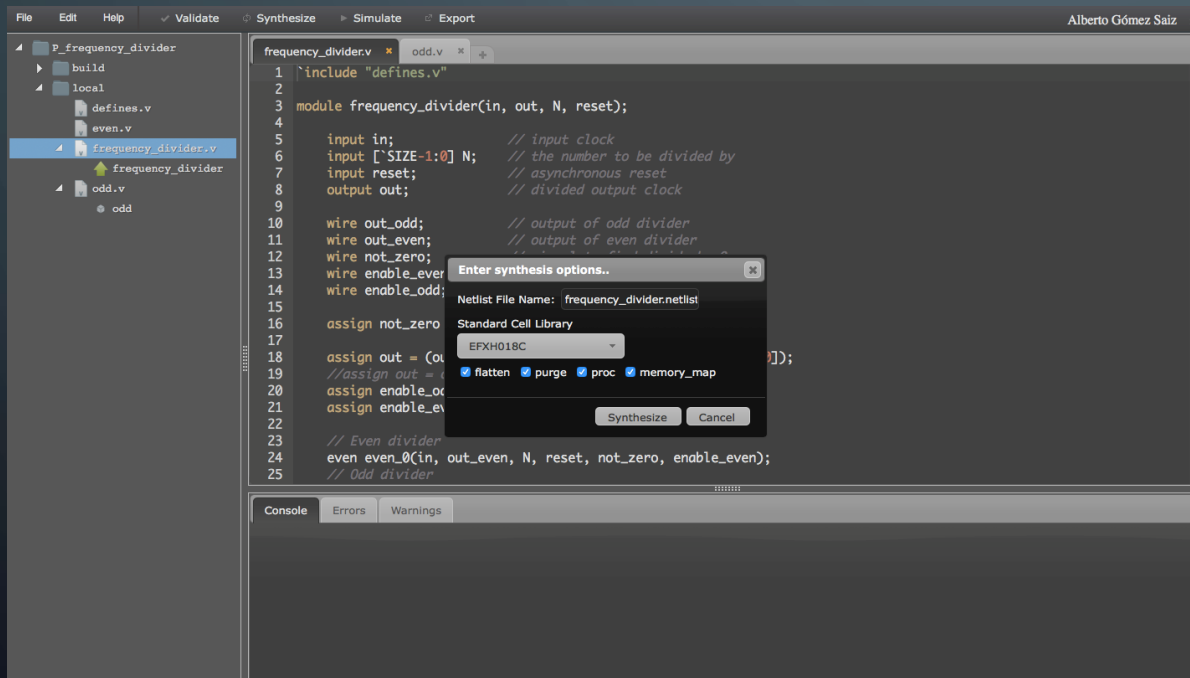 File Edit Help Validate Synthesize Simulate Export Alberto Gómez Saiz
P_frequency_divider
build
local
defines.v
even.v
frequency_divider.v
frequency_divider
odd.v
odd
frequency_divider.v odd.v
1 `include "defines.v"
2
3 module frequency_divider(in, out, N, reset);
4
5 input in; // input clock
6 input [`SIZE-1:0] N; // the number to be divided by
7 input reset; // asynchronous reset
8 output out; // divided output clock
9
10 wire out_odd; // output of odd divider
11 wire out_even; // output of even divider
12 wire not_zero;
13 wire enable_even
14 wire enable_odd;
15
16 assign not_zero
17
18 assign out = (ou ]);
19 //assign out =
20 assign enable_od
21 assign enable_ev
22
23 // Even divider
24 even even_0(in, out_even, N, reset, not_zero, enable_even);
25 // Odd divider
Enter synthesis options..
Netlist File Name: frequency_divider.netlist
Standard Cell Library
EFXH018C
flatten purge proc memory_map
Synthesize Cancel
Console Errors Warnings